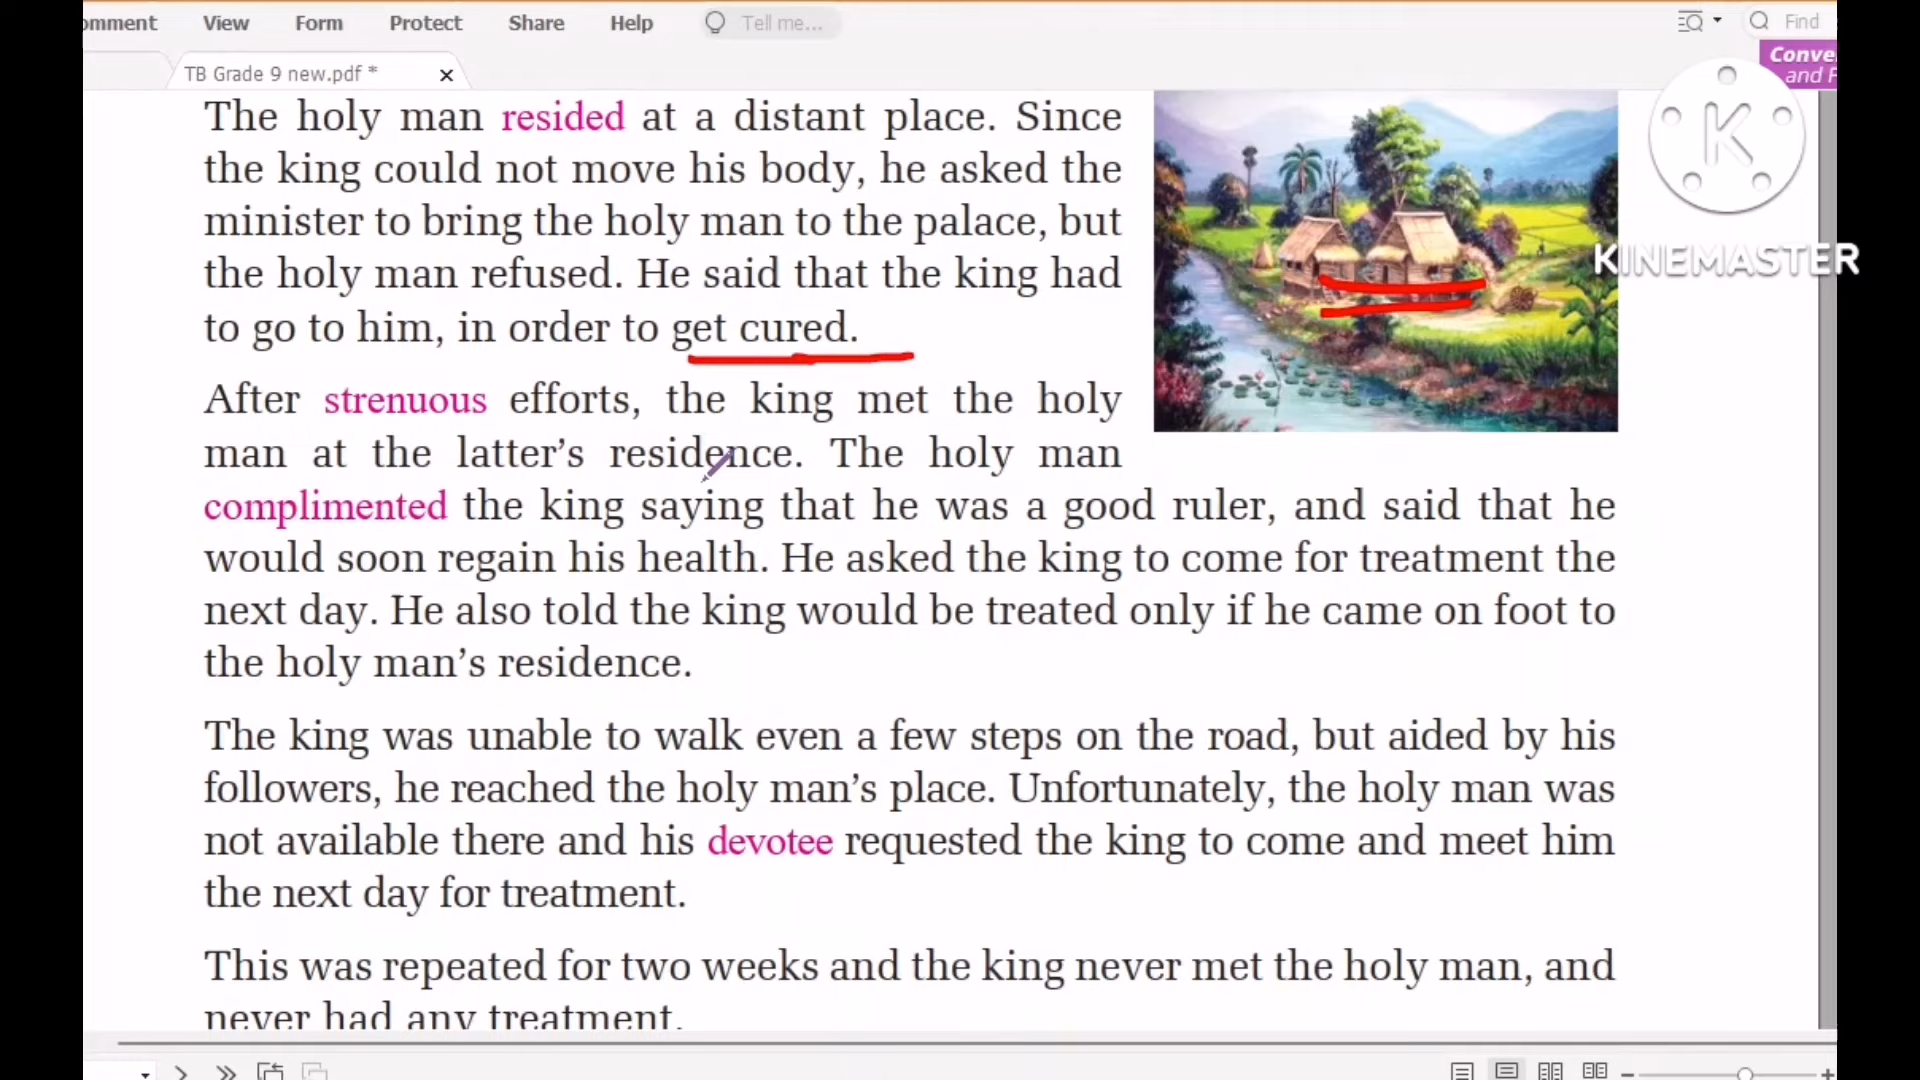 omment View Form Protect Share Help Tell me... Find
TB Grade 9 new.pdf *
Conve
and F
KINEMASTER
The holy man resided at a distant place. Since
the king could not move his body, he asked the
minister to bring the holy man to the palace, but
the holy man refused. He said that the king had
to go to him, in order to get cured.
After strenuous efforts, the king met the holy
man at the latter's residence. The holy man
complimented the king saying that he was a good ruler, and said that he
would soon regain his health. He asked the king to come for treatment the
next day. He also told the king would be treated only if he came on foot to
the holy man's residence.
The king was unable to walk even a few steps on the road, but aided by his
followers, he reached the holy man's place. Unfortunately, the holy man was
not available there and his devotee requested the king to come and meet him
the next day for treatment.
This was repeated for two weeks and the king never met the holy man, and
never had any treatment.